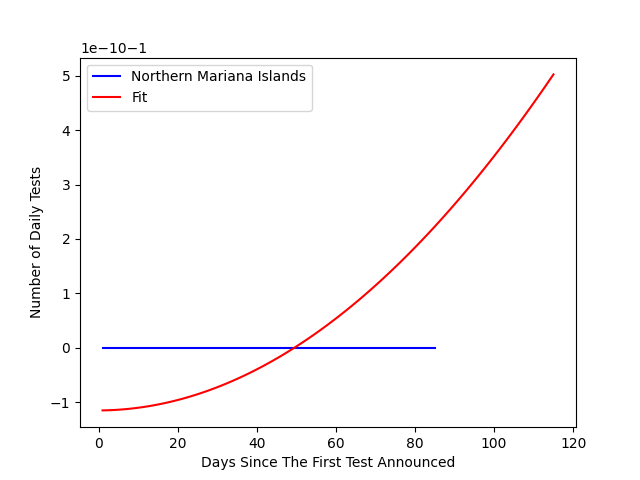 1e−10−1
Northern Mariana Islands
Fit
5
4
3
2
1
0
−1
Number of Daily Tests
0 20 40 60 80 100 120
Days Since The First Test Announced